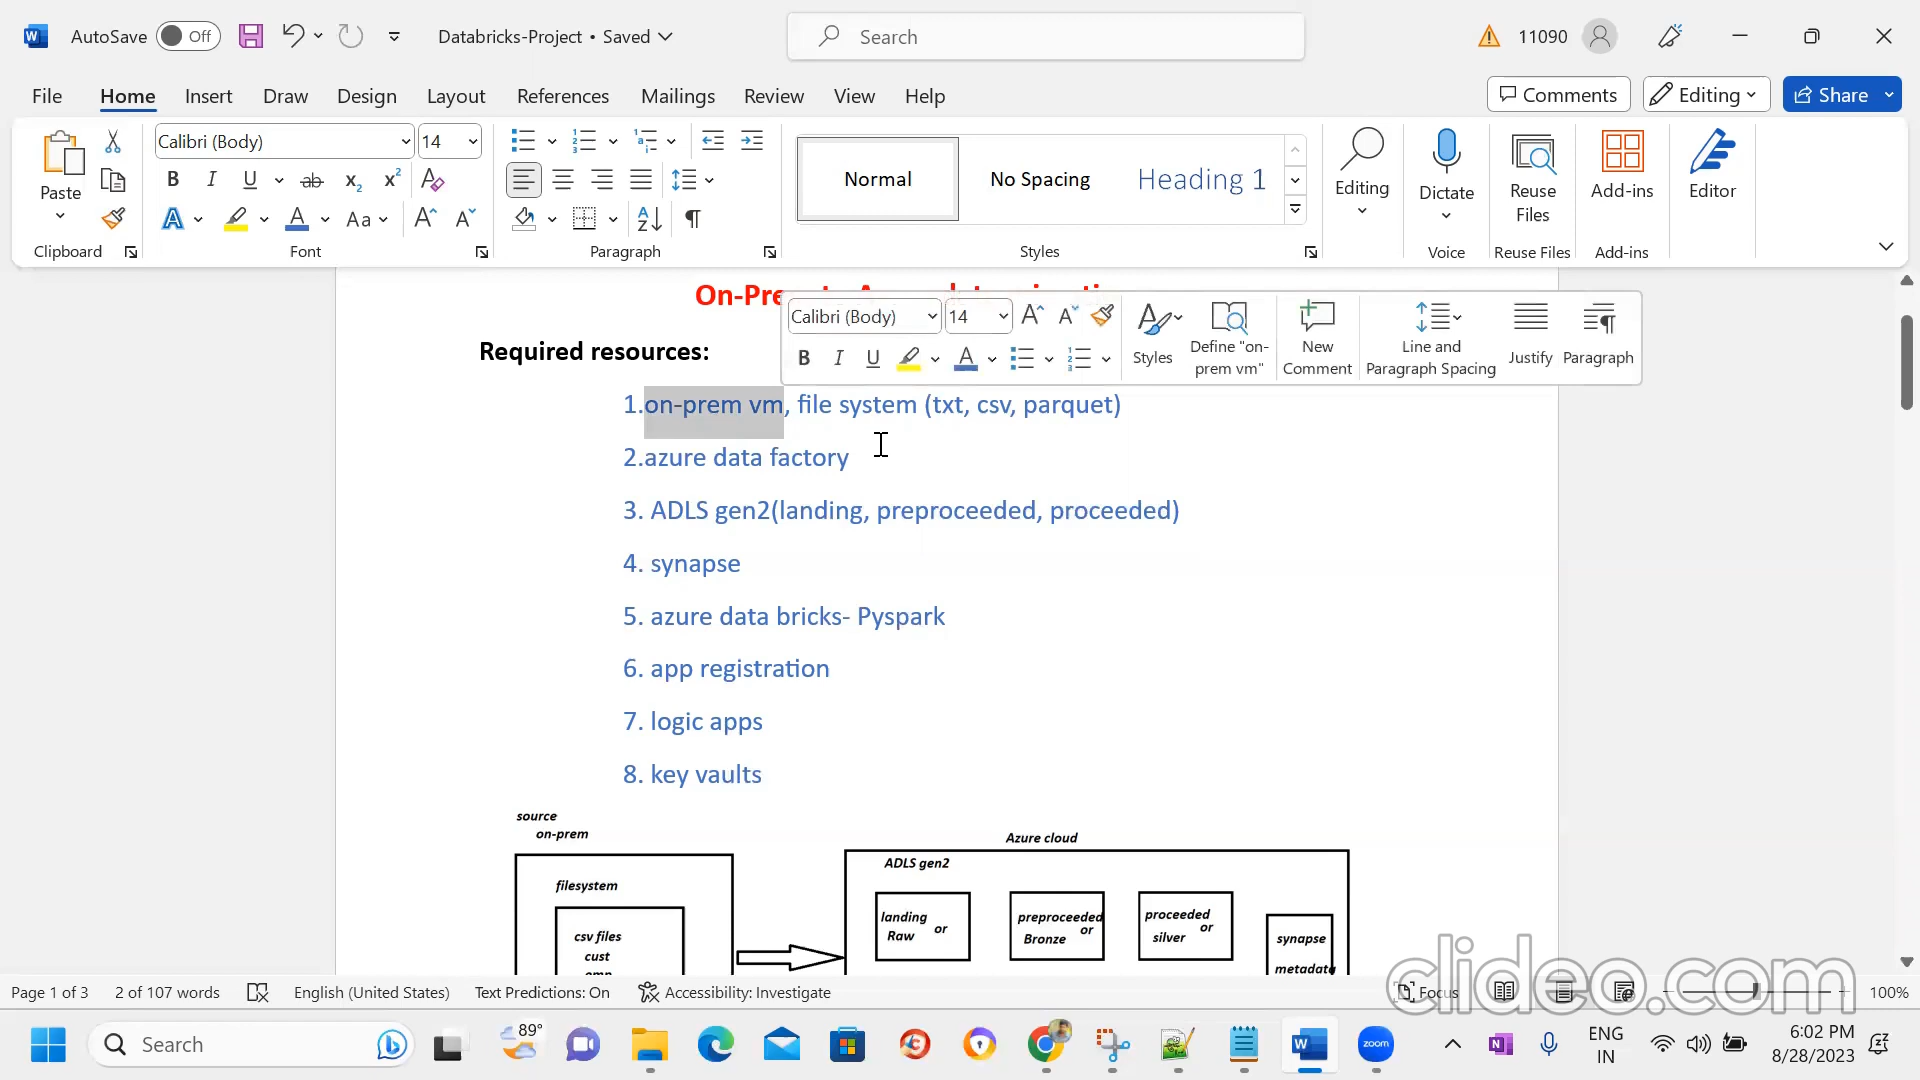 AutoSave Off Databricks-Project • Saved Search 11090
File Home Insert Draw Design Layout References Mailings Review View Help Comments Editing Share
Paste
Calibri (Body) 14
Normal No Spacing Heading 1
Editing
Dictate
Reuse
Files
Add-ins
Editor
Clipboard Font Paragraph Styles Voice Reuse Files Add-ins
Required resources:
Calibri (Body) 14
Styles
Define "on-
prem vm"
New
Comment
Line and
Paragraph Spacing
Justify
Paragraph
1.on-prem vm, file system (txt, csv, parquet)
2.azure data factory
3. ADLS gen2(landing, preproceeded, proceeded)
4. synapse
5. azure data bricks- Pyspark
6. app registration
7. logic apps
8. key vaults
source
on-prem
Azure cloud
ADLS gen2
filesystem
csv files
cust
landing or
Raw
preproceeded
or
Bronze
proceeded
or
silver
synapse
metadata
clideo.com
Page 1 of 3 2 of 107 words English (United States) Text Predictions: On Accessibility: Investigate Focus 100%
Search 89° zoom ENG
IN
6:02 PM
8/28/2023